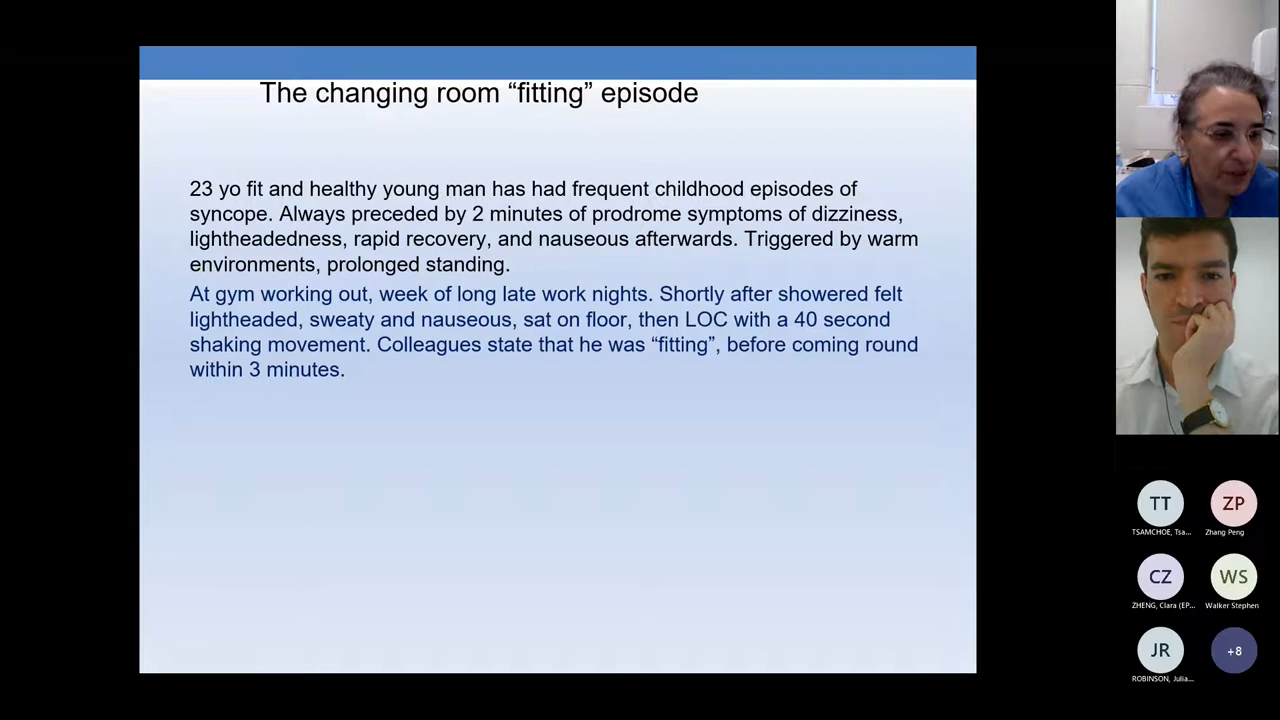 The changing room “fitting” episode
23 yo fit and healthy young man has had frequent childhood episodes of
syncope. Always preceded by 2 minutes of prodrome symptoms of dizziness,
lightheadedness, rapid recovery, and nauseous afterwards. Triggered by warm
environments, prolonged standing.
At gym working out, week of long late work nights. Shortly after showered felt
lightheaded, sweaty and nauseous, sat on floor, then LOC with a 40 second
shaking movement. Colleagues state that he was “fitting”, before coming round
within 3 minutes.
TT
ZP
TSAMCHOE, Tsa...
Zhang Peng
CZ
WS
ZHENG, Clara (EP...
Walker Stephen
JR
+8
ROBINSON, Julia...